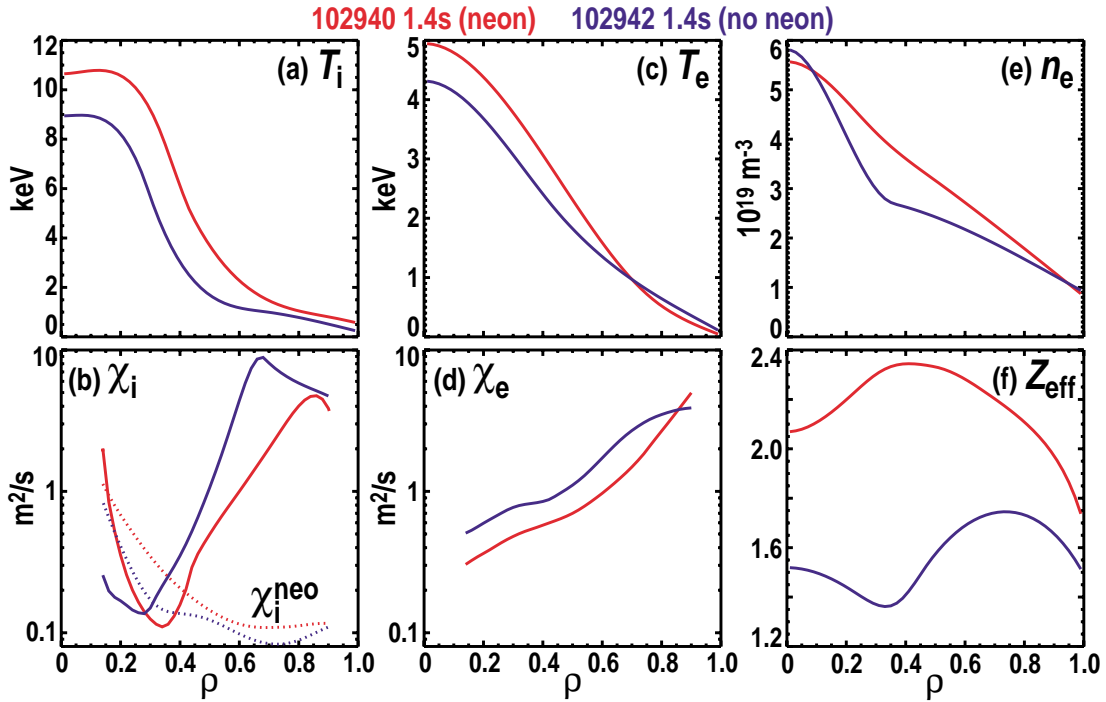 102940 1.4s (neon) 102942 1.4s (no neon)
(a) Tᵢ
12
10
8
6
4
2
0
keV
(c) Tₑ
5
4
3
2
1
0
keV
(e) nₑ
6
5
4
3
2
1
0
10¹⁹ m⁻³
(b) χᵢ
10
1
0.1
m²/s
χᵢⁿᵉᵒ
0 0.2 0.4 0.6 0.8 1.0
ρ
(d) χₑ
10
1
0.1
m²/s
0 0.2 0.4 0.6 0.8 1.0
ρ
(f) Z_eff
2.4
2.0
1.6
1.2
0 0.2 0.4 0.6 0.8 1.0
ρ